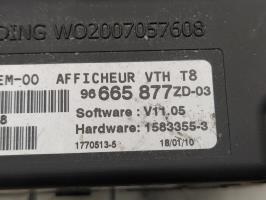 DING WO2007057608
EM-00 AFFICHEUR VTH T8
96 665 877ZD-03
Software : V11.05
8 Hardware: 1583355-3
1770513-5 18/01/10